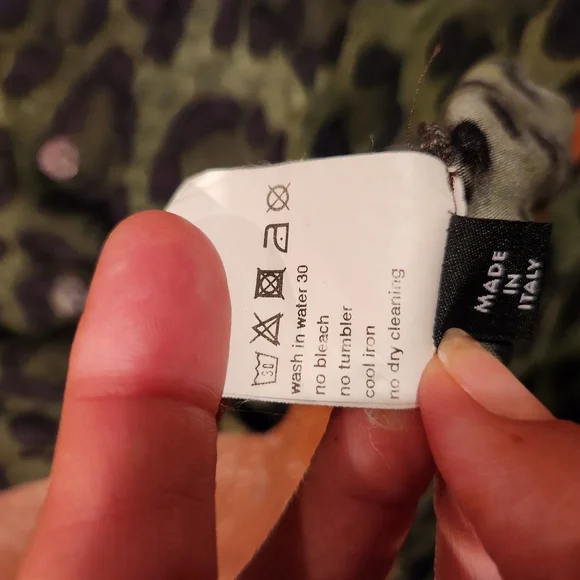 30
wash in water 30
no bleach
no tumbler
cool iron
no dry cleaning
MADE
IN
ITALY